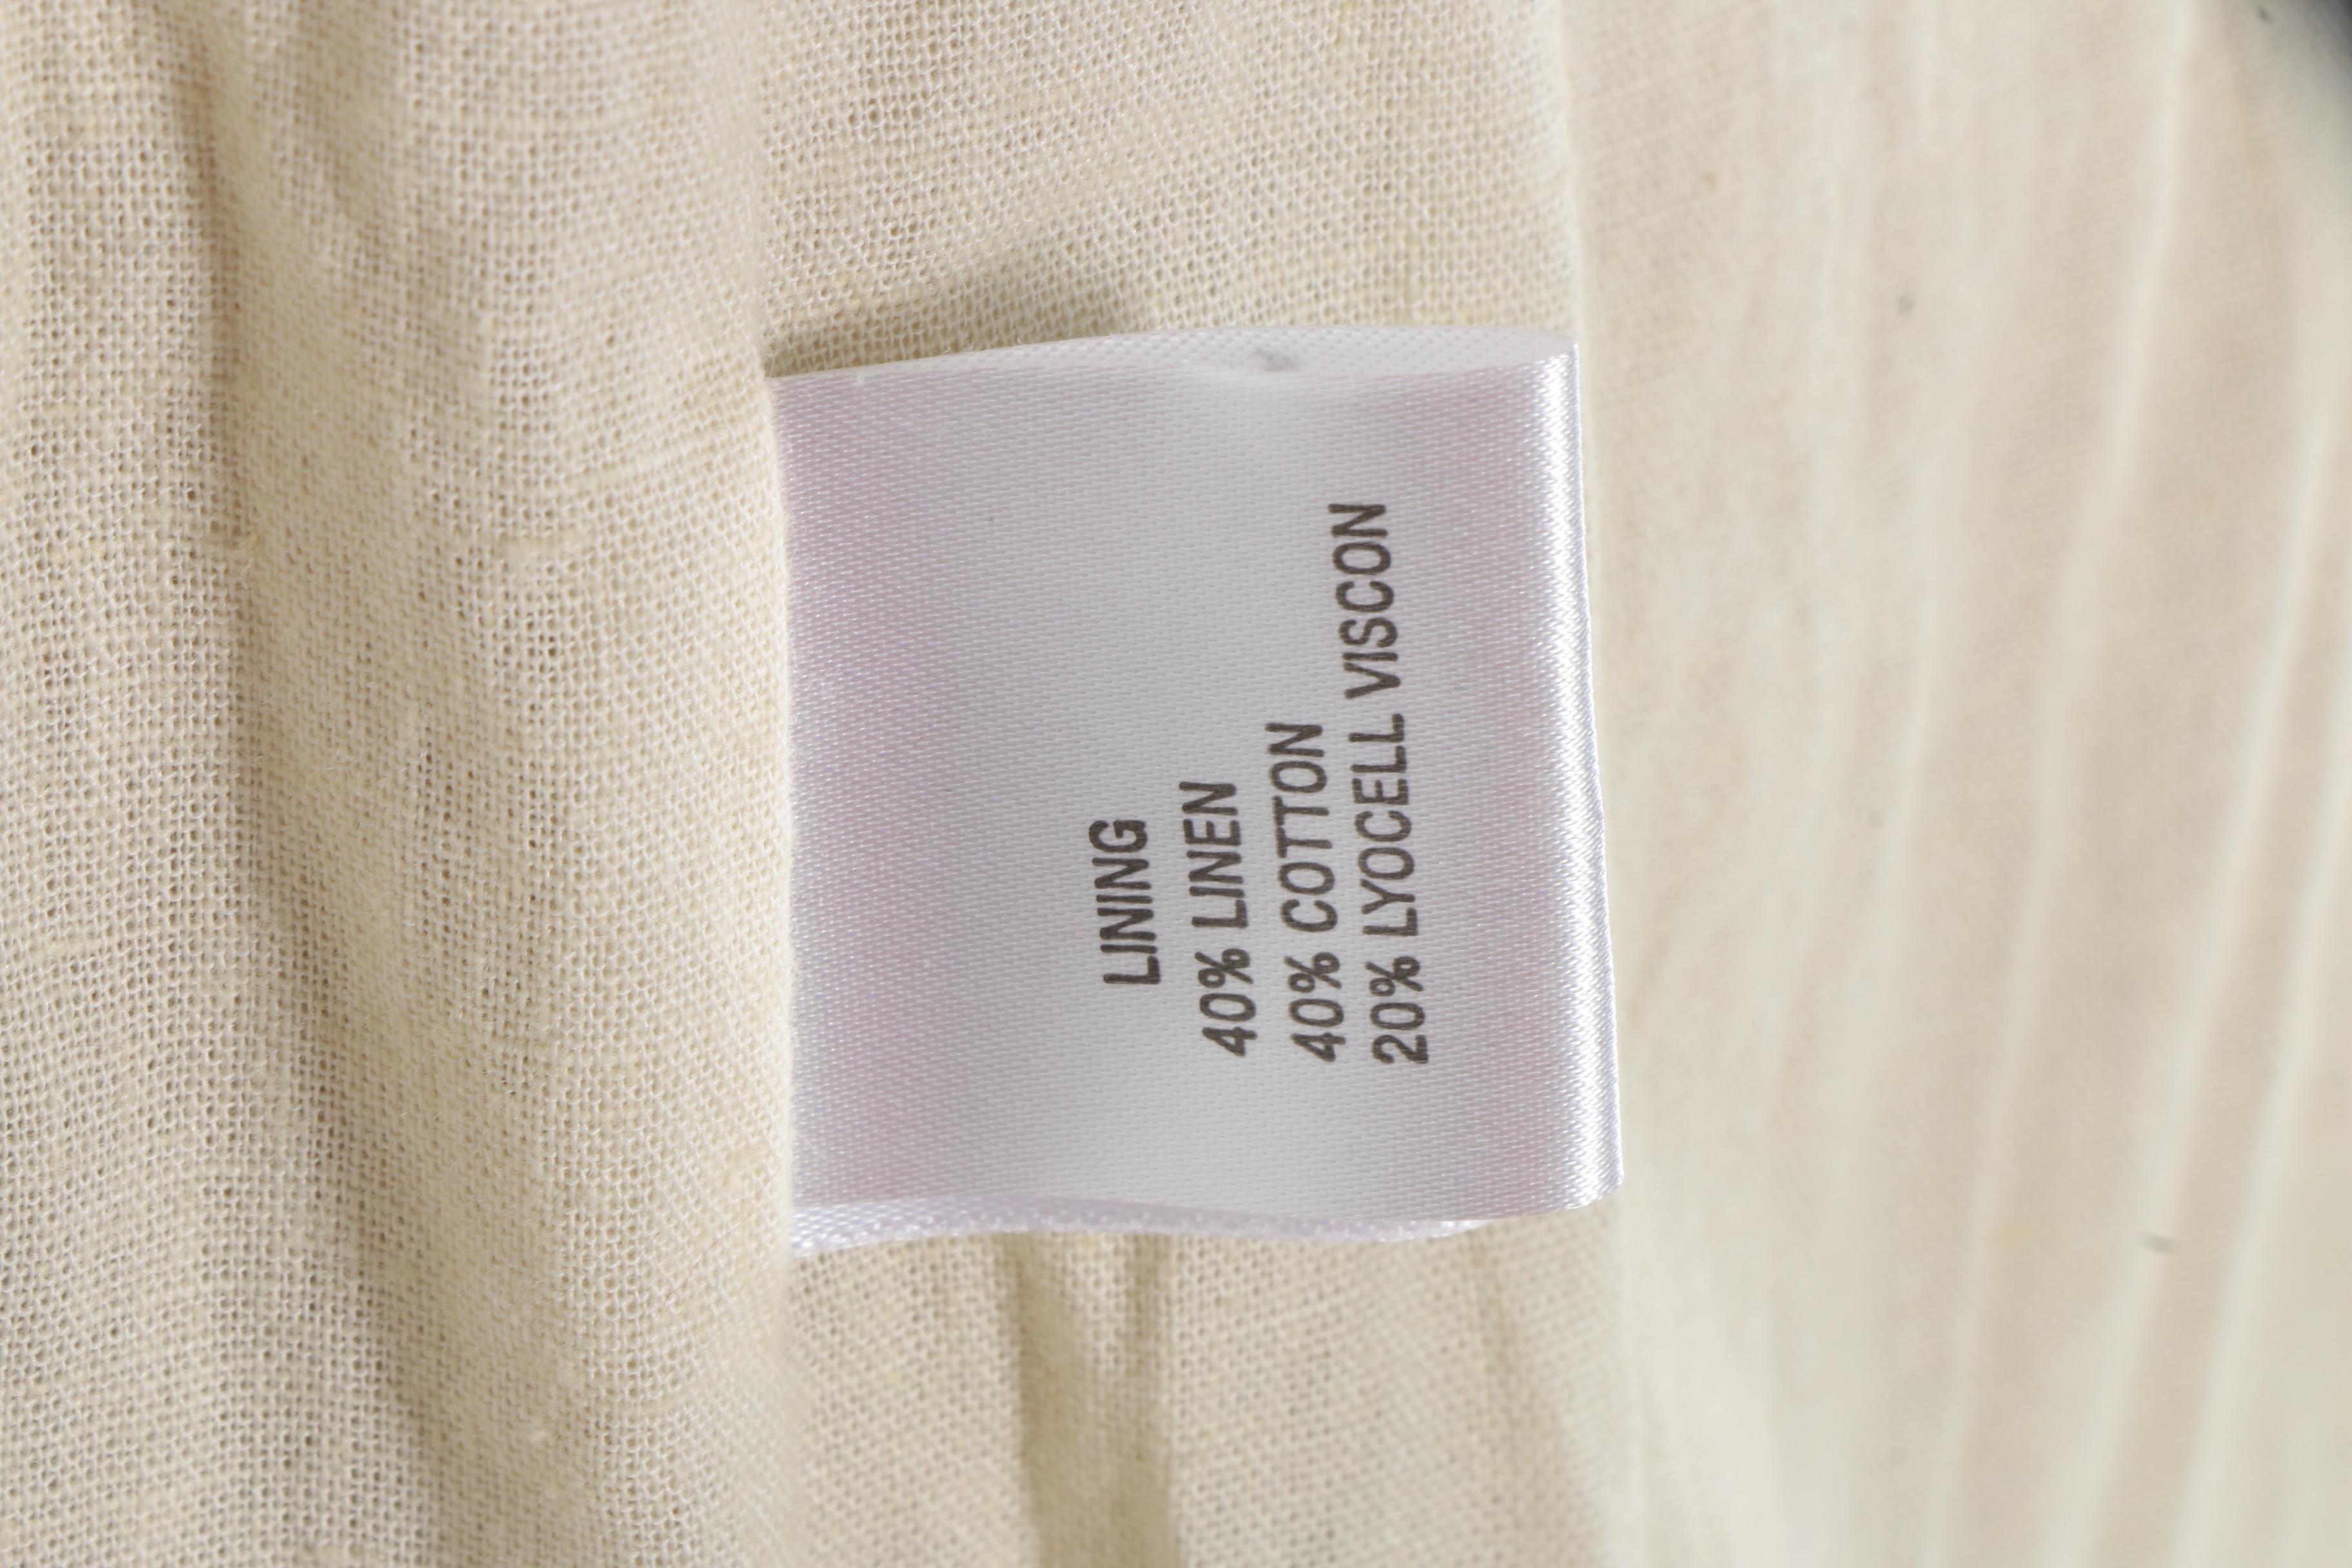 LINING
40% LINEN
40% COTTON
20% LYOCELL VISCON